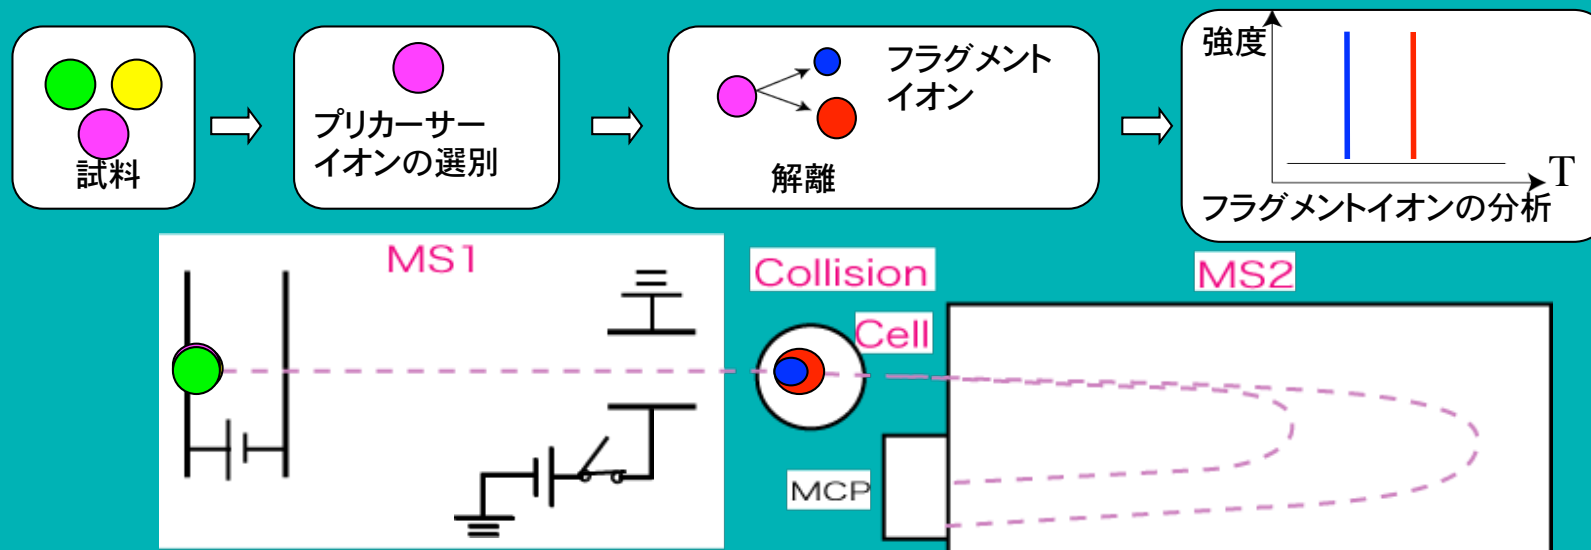 試料
プリカーサー
イオンの選別
フラグメント
イオン
解離
強度
T
フラグメントイオンの分析
MS1
Collision
Cell
MS2
MCP